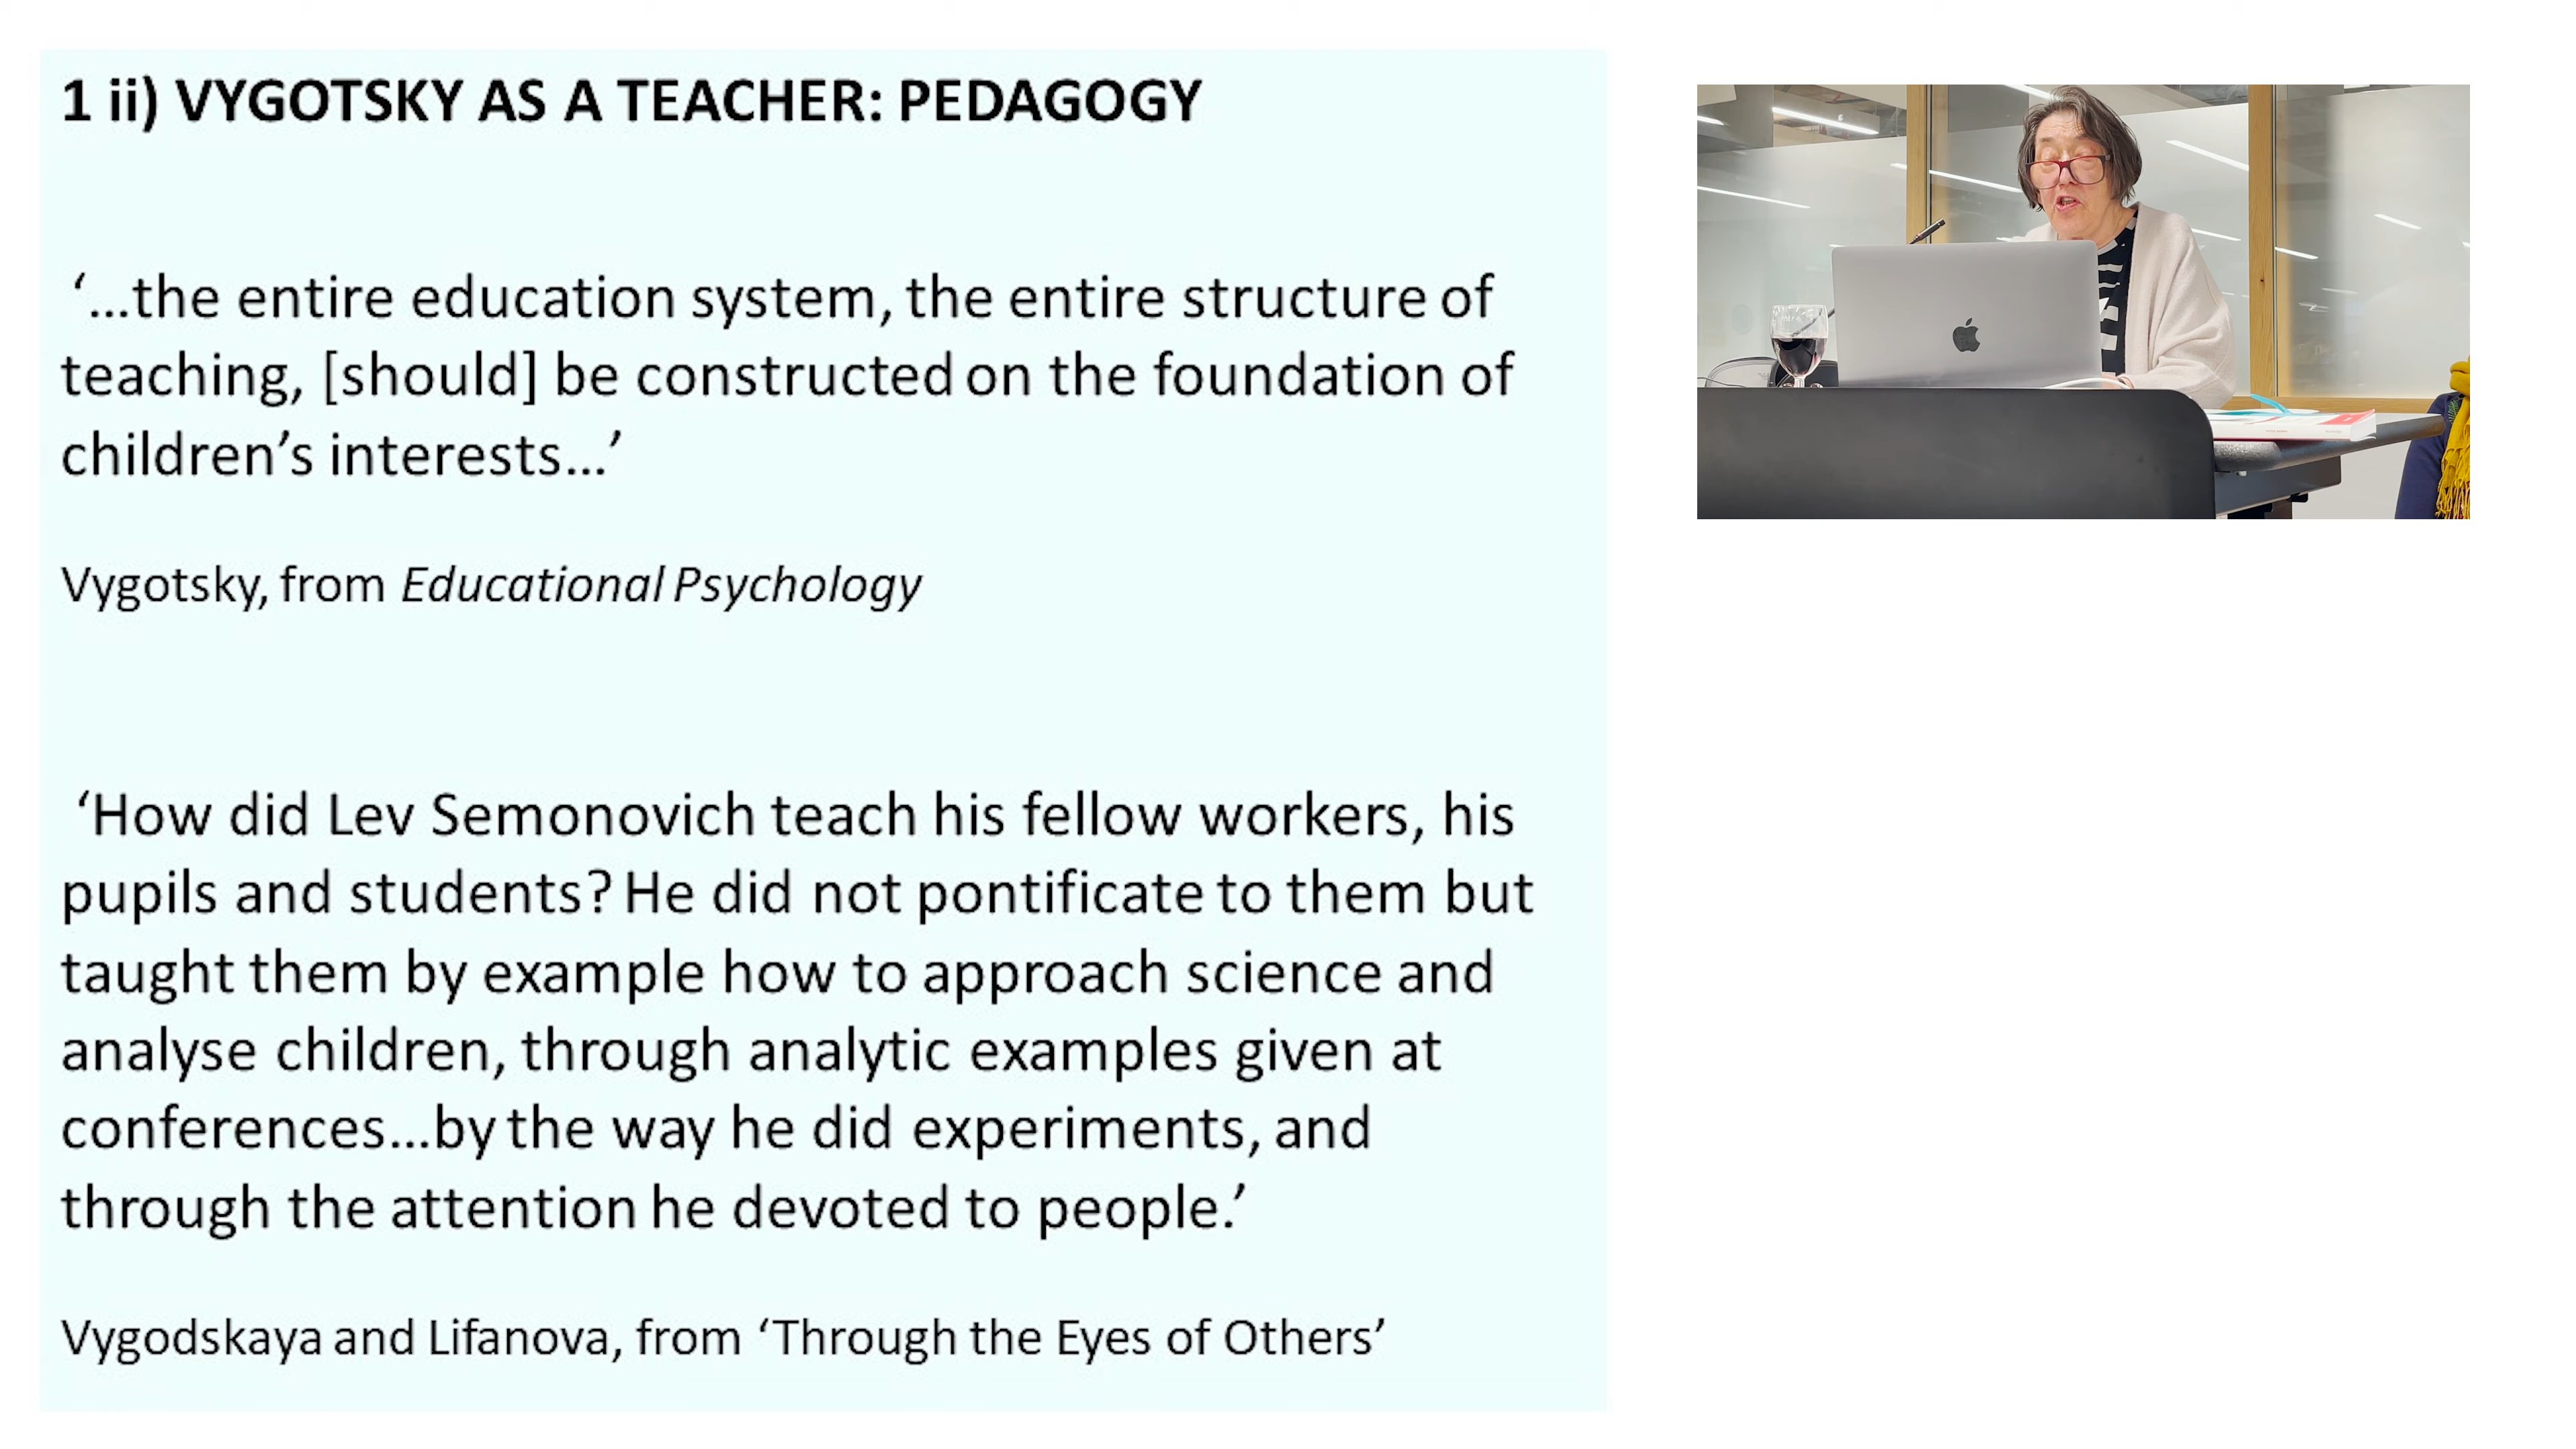 1 ii) VYGOTSKY AS A TEACHER: PEDAGOGY
‘...the entire education system, the entire structure of
teaching, [should] be constructed on the foundation of
children’s interests...’
Vygotsky, from Educational Psychology
‘How did Lev Semonovich teach his fellow workers, his
pupils and students? He did not pontificate to them but
taught them by example how to approach science and
analyse children, through analytic examples given at
conferences...by the way he did experiments, and
through the attention he devoted to people.’
Vygodskaya and Lifanova, from ‘Through the Eyes of Others’